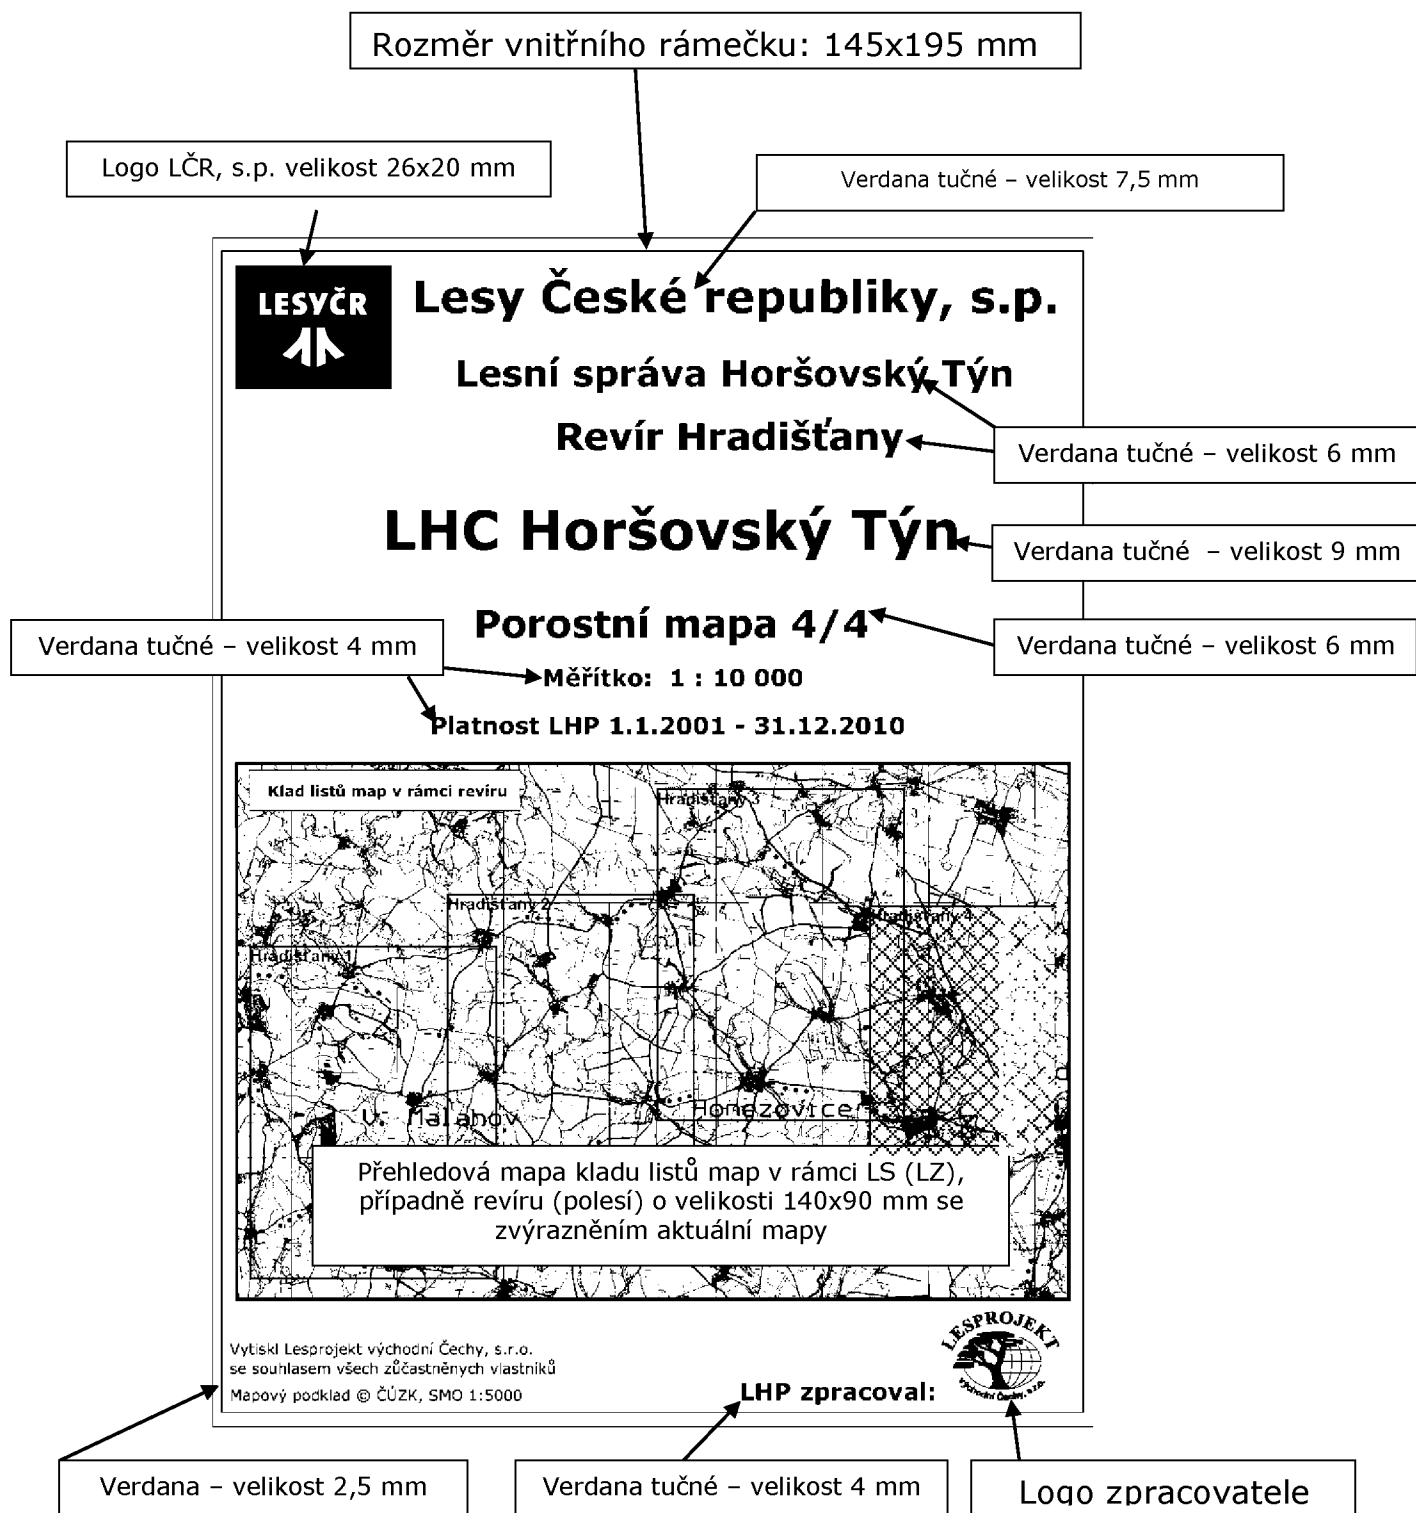 Rozměr vnitřního rámečku: 145x195 mm
Logo LČR, s.p. velikost 26x20 mm
Verdana tučné – velikost 7,5 mm
LESYČR
Lesy České republiky, s.p.
Lesní správa Horšovský Týn
Revír Hradišťany
Verdana tučné – velikost 6 mm
LHC Horšovský Týn
Verdana tučné – velikost 9 mm
Porostní mapa 4/4
Verdana tučné – velikost 4 mm
Verdana tučné – velikost 6 mm
Měřítko: 1 : 10 000
Platnost LHP 1.1.2001 - 31.12.2010
Klad listů map v rámci revíru
Hradišťany 3
Hradišťany 2
Hradišťany 4
Hradišťany 1
V. Malahov
Honezovice
Přehledová mapa kladu listů map v rámci LS (LZ),
případně revíru (polesí) o velikosti 140x90 mm se
zvýrazněním aktuální mapy
Vytiskl Lesprojekt východní Čechy, s.r.o.
se souhlasem všech zůčastněných vlastníků
Mapový podklad © ČÚZK, SMO 1:5000
LHP zpracoval:
LESPROJEKT
východní Čechy, s.r.o.
Verdana – velikost 2,5 mm
Verdana tučné – velikost 4 mm
Logo zpracovatele